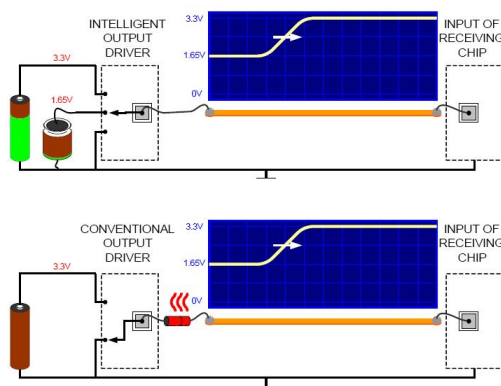 INTELLIGENT
OUTPUT
DRIVER
3.3V
1.65V
3.3V
1.65V
0V
INPUT OF
RECEIVING
CHIP
CONVENTIONAL
OUTPUT
DRIVER
3.3V
3.3V
1.65V
0V
INPUT OF
RECEIVING
CHIP